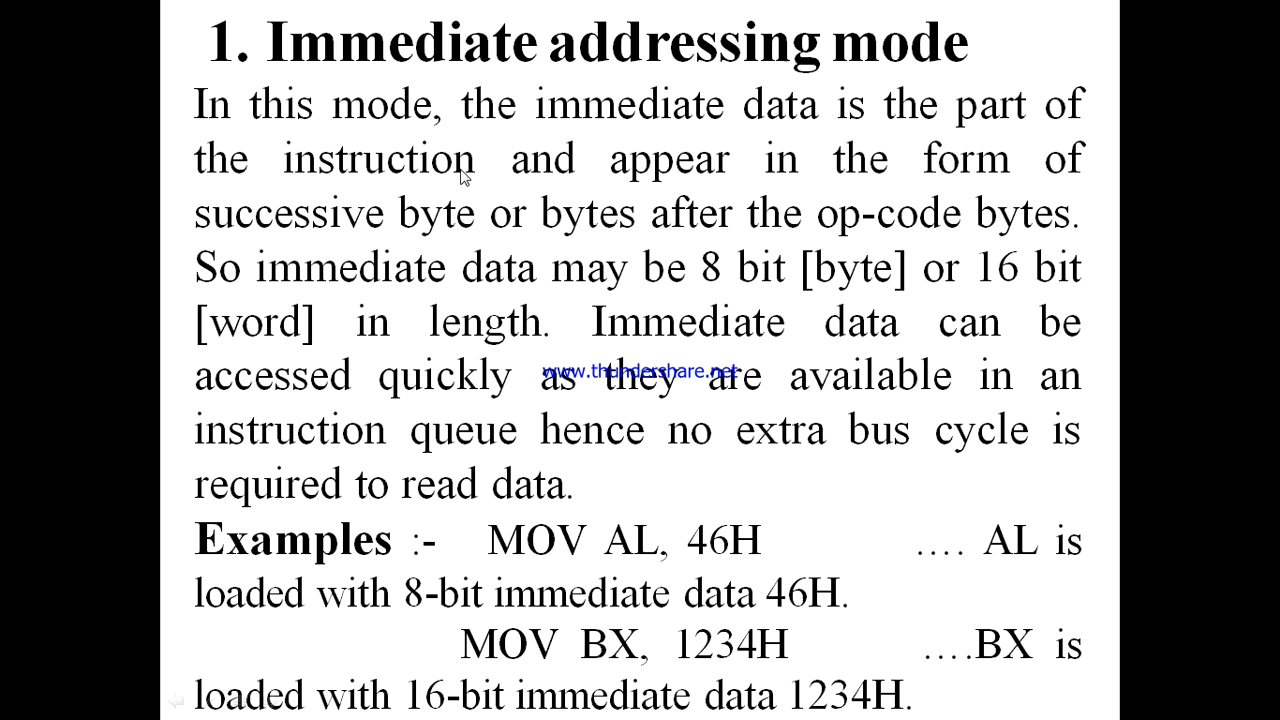 1. Immediate addressing mode
In this mode, the immediate data is the part of
the instruction and appear in the form of
successive byte or bytes after the op-code bytes.
So immediate data may be 8 bit [byte] or 16 bit
[word] in length. Immediate data can be
accessed quickly as they are available in an
www.thundershare.net
instruction queue hence no extra bus cycle is
required to read data.
Examples :- MOV AL, 46H …. AL is
loaded with 8-bit immediate data 46H.
MOV BX, 1234H ….BX is
loaded with 16-bit immediate data 1234H.